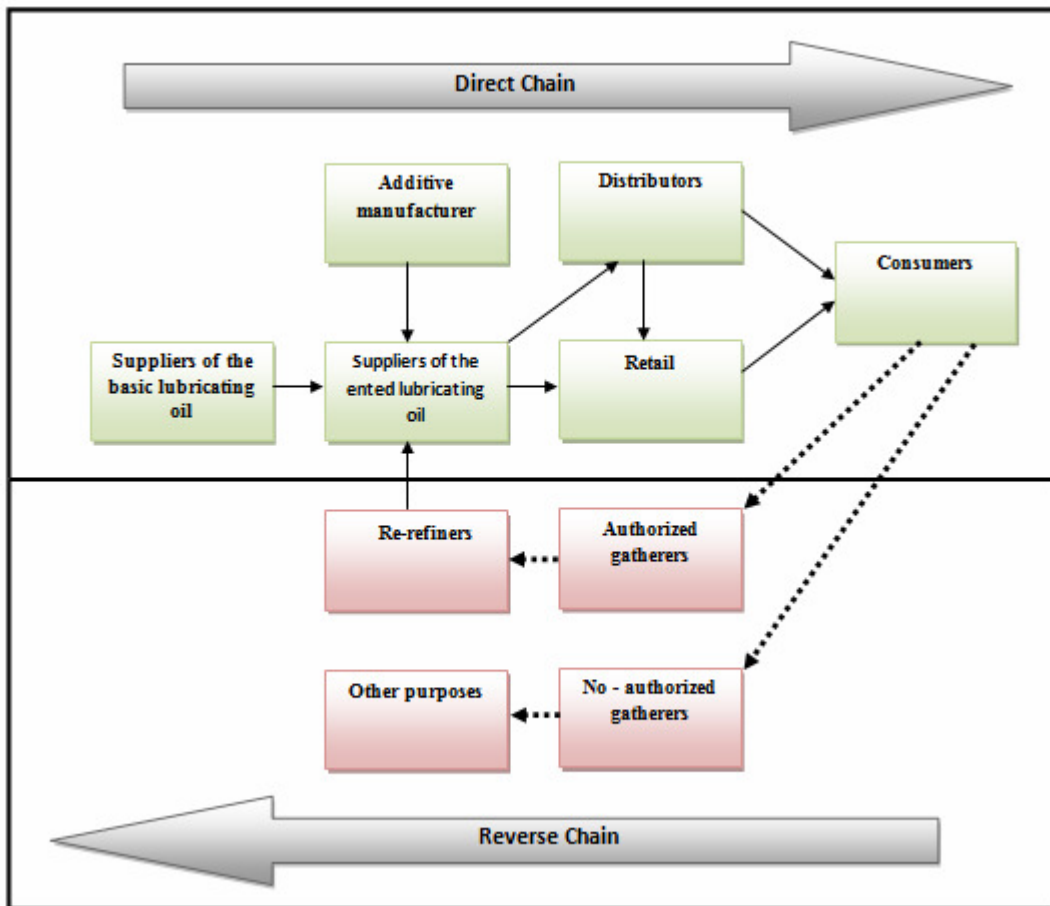 Direct Chain
Additive
manufacturer
Distributors
Consumers
Suppliers of the
basic lubricating
oil
Suppliers of the
ented lubricating
oil
Retail
Re-refiners
Authorized
gatherers
Other purposes
No - authorized
gatherers
Reverse Chain